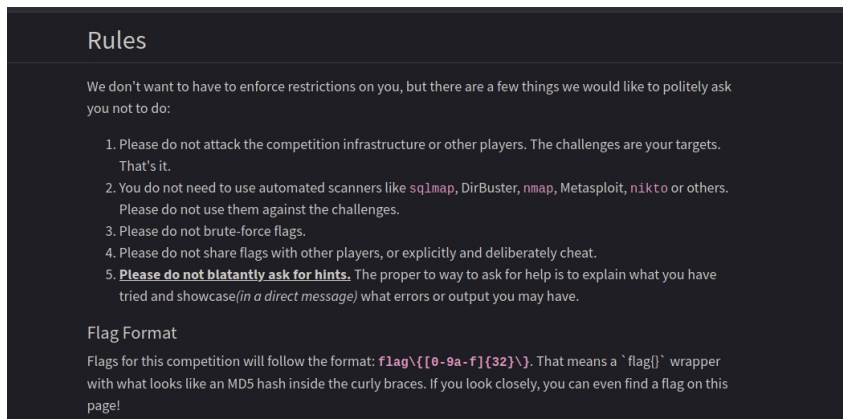 Rules
We don't want to have to enforce restrictions on you, but there are a few things we would like to politely ask
you not to do:
1. Please do not attack the competition infrastructure or other players. The challenges are your targets.
That's it.
2. You do not need to use automated scanners like sqlmap, DirBuster, nmap, Metasploit, nikto or others.
Please do not use them against the challenges.
3. Please do not brute-force flags.
4. Please do not share flags with other players, or explicitly and deliberately cheat.
5. Please do not blatantly ask for hints. The proper to way to ask for help is to explain what you have
tried and showcase(in a direct message) what errors or output you may have.
Flag Format
Flags for this competition will follow the format: flag\{[0-9a-f]{32}\}. That means a `flag{}` wrapper
with what looks like an MD5 hash inside the curly braces. If you look closely, you can even find a flag on this
page!